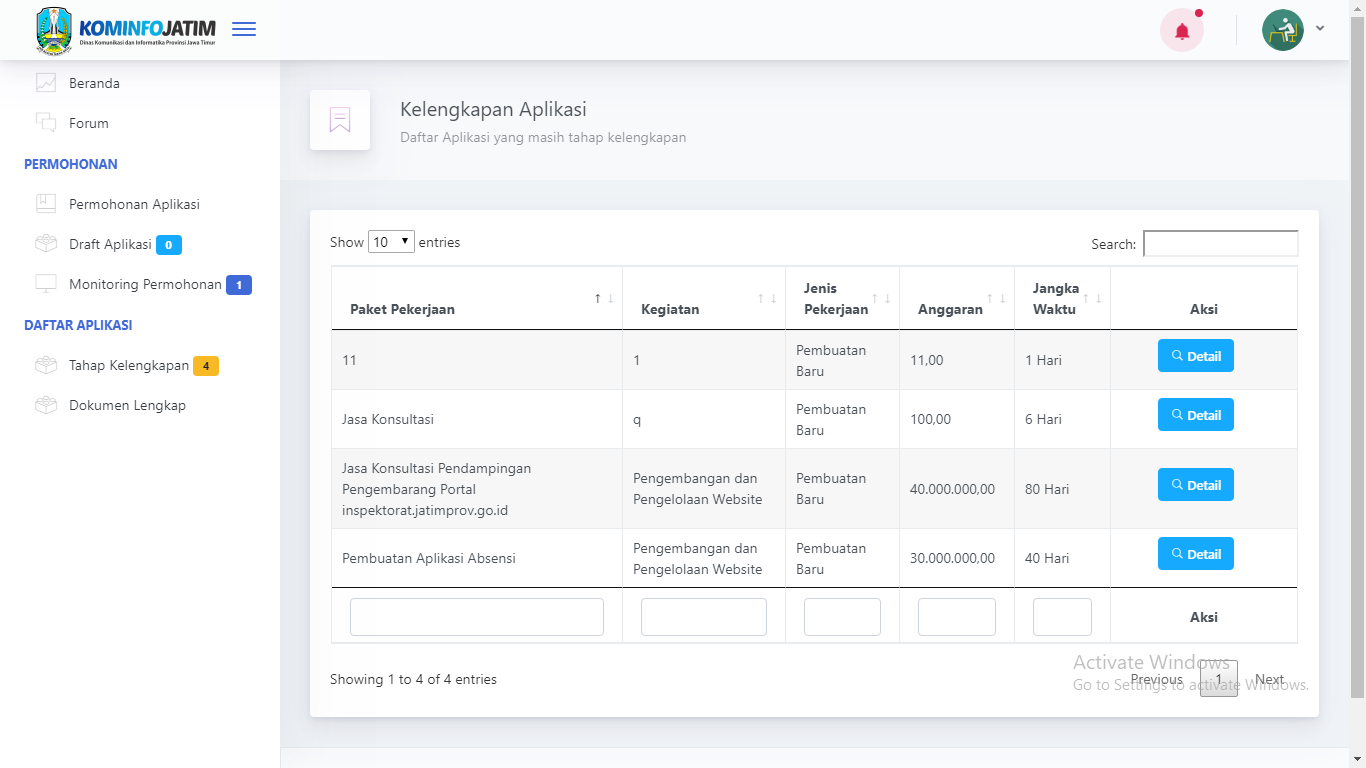 KOMINFOJATIM
Dinas Komunikasi dan Informatika Provinsi Jawa Timur
Beranda
Forum
PERMOHONAN
Permohonan Aplikasi
Draft Aplikasi 0
Monitoring Permohonan 1
DAFTAR APLIKASI
Tahap Kelengkapan 4
Dokumen Lengkap
Kelengkapan Aplikasi
Daftar Aplikasi yang masih tahap kelengkapan
Show 10 entries
Search:
Paket Pekerjaan
Kegiatan
Jenis
Pekerjaan
Anggaran
Jangka
Waktu
Aksi
11
1
Pembuatan
Baru
11,00
1 Hari
Detail
Jasa Konsultasi
q
Pembuatan
Baru
100,00
6 Hari
Detail
Jasa Konsultasi Pendampingan
Pengembarang Portal
inspektorat.jatimprov.go.id
Pengembangan dan
Pengelolaan Website
Pembuatan
Baru
40.000.000,00
80 Hari
Detail
Pembuatan Aplikasi Absensi
Pengembangan dan
Pengelolaan Website
Pembuatan
Baru
30.000.000,00
40 Hari
Detail
Aksi
Showing 1 to 4 of 4 entries
Previous 1 Next
Activate Windows
Go to Settings to activate Windows.